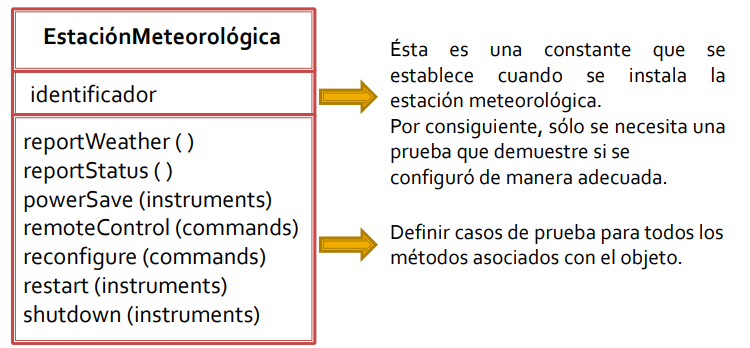 EstaciónMeteorológica
identificador
reportWeather ( )
reportStatus ( )
powerSave (instruments)
remoteControl (commands)
reconfigure (commands)
restart (instruments)
shutdown (instruments)
Ésta es una constante que se
establece cuando se instala la
estación meteorológica.
Por consiguiente, sólo se necesita una
prueba que demuestre si se
configuró de manera adecuada.
Definir casos de prueba para todos los
métodos asociados con el objeto.